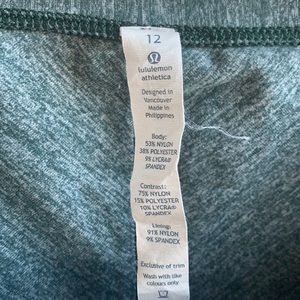 12
lululemon
athletica
Designed in
Vancouver
Made in
Philippines
Body:
53% NYLON
38% POLYESTER
9% LYCRA®
SPANDEX
Contrast:
75% NYLON
15% POLYESTER
10% LYCRA®
SPANDEX
Lining:
91% NYLON
9% SPANDEX
Exclusive of trim
Wash with like
colours only